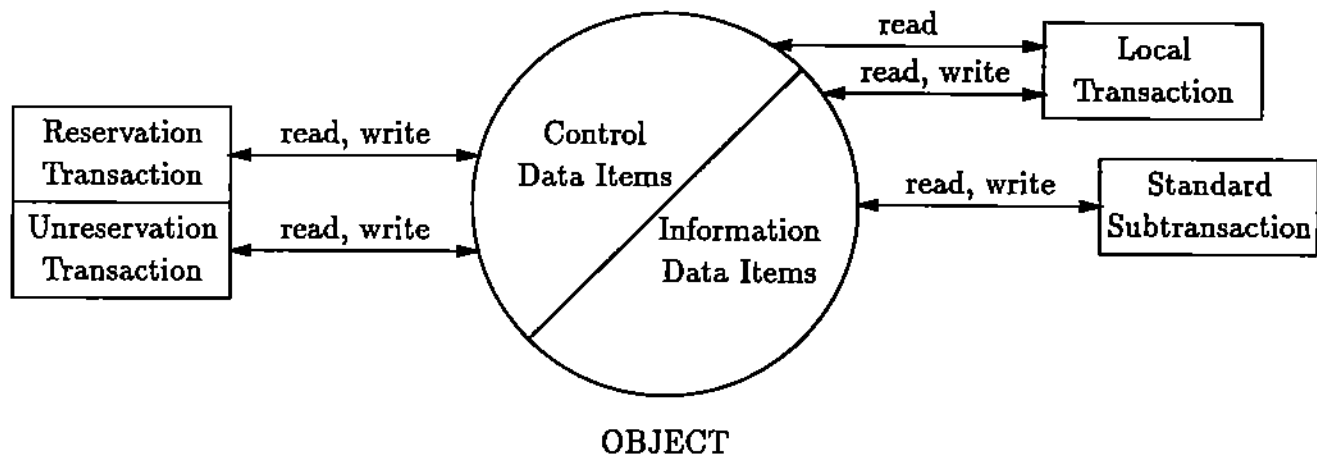 read
Local
Transaction
read, write
Reservation
Transaction
read, write
Control
Data Items
Standard
Subtransaction
read, write
Unreservation
Transaction
read, write
Information
Data Items
OBJECT